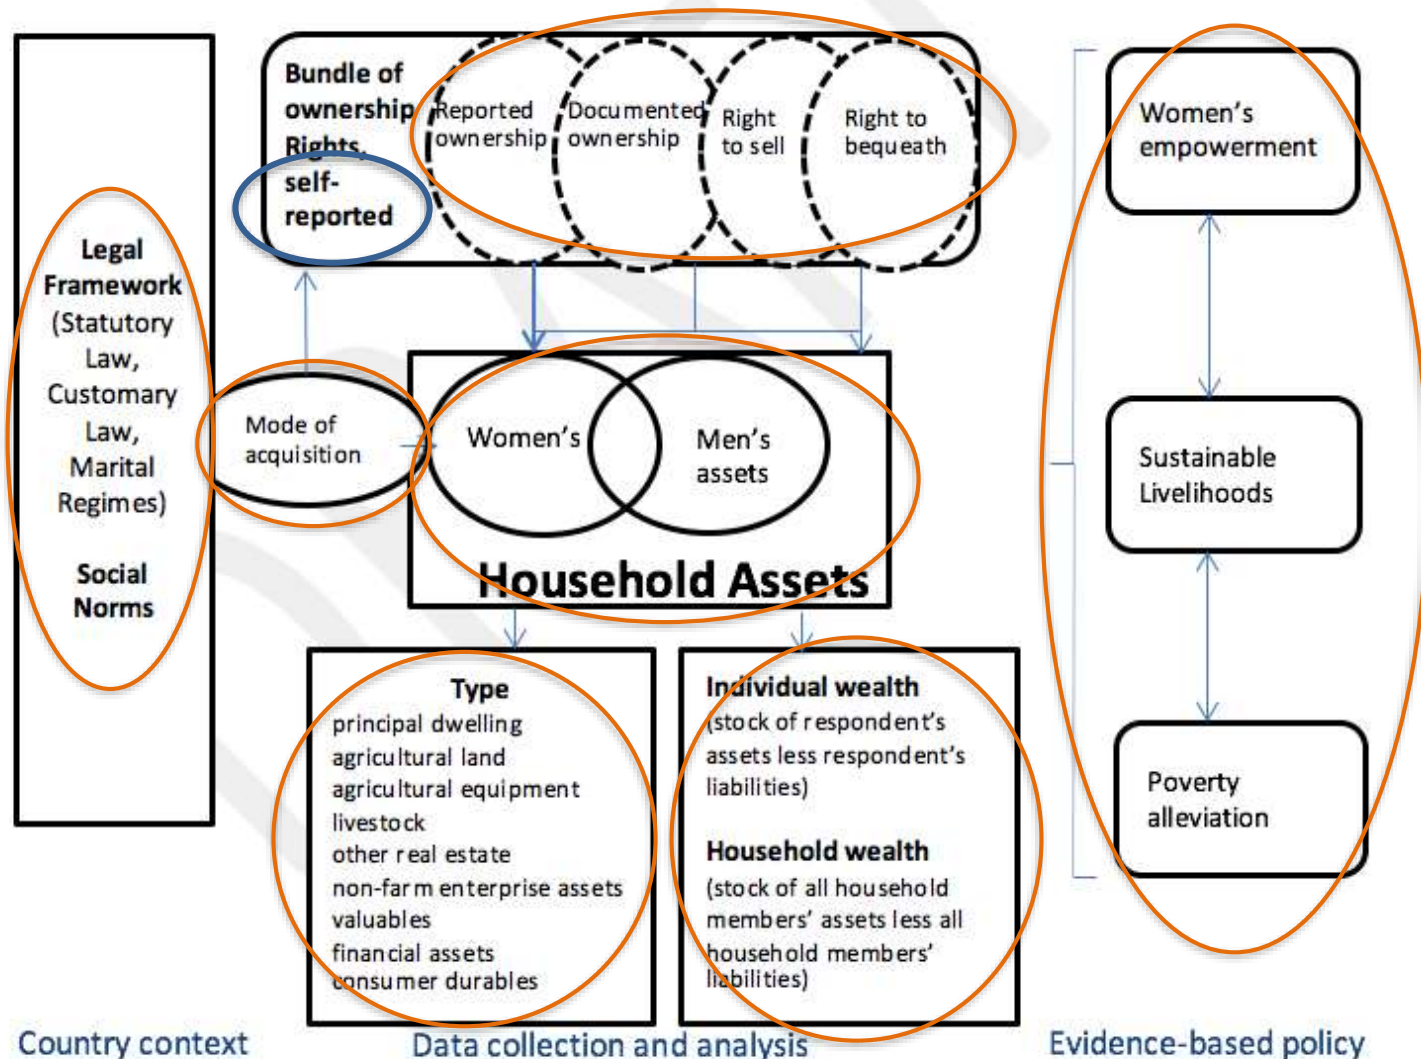 Bundle of
ownership
Rights,
self-
reported
Reported
ownership
Documented
ownership
Right
to sell
Right to
bequeath
Women's
empowerment
Legal
Framework
(Statutory
Law,
Customary
Law,
Marital
Regimes)
Social
Norms
Mode of
acquisition
Women's
Men's
assets
Household Assets
Sustainable
Livelihoods
Type
principal dwelling
agricultural land
agricultural equipment
livestock
other real estate
non-farm enterprise assets
valuables
financial assets
consumer durables
Individual wealth
(stock of respondent's
assets less respondent's
liabilities)
Household wealth
(stock of all household
members' assets less all
household members'
liabilities)
Poverty
alleviation
Country context
Data collection and analysis
Evidence-based policy